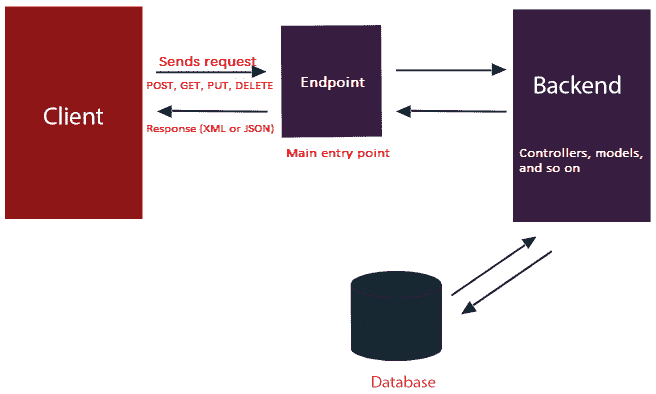 Client
Sends request
POST, GET, PUT, DELETE
Response (XML or JSON)
Endpoint
Main entry point
Backend
Controllers, models,
and so on
Database